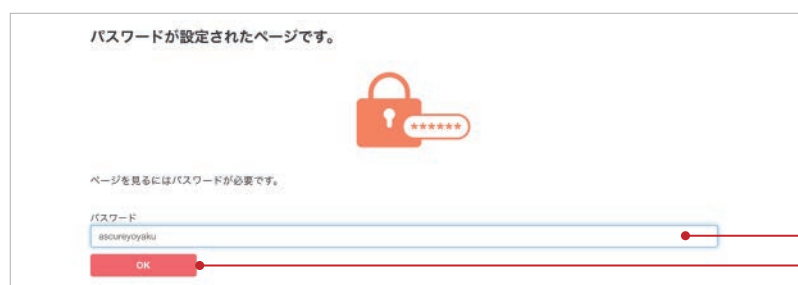 パスワードが設定されたページです。
******
ページを見るにはパスワードが必要です。
パスワード
ascureyoyaku
OK